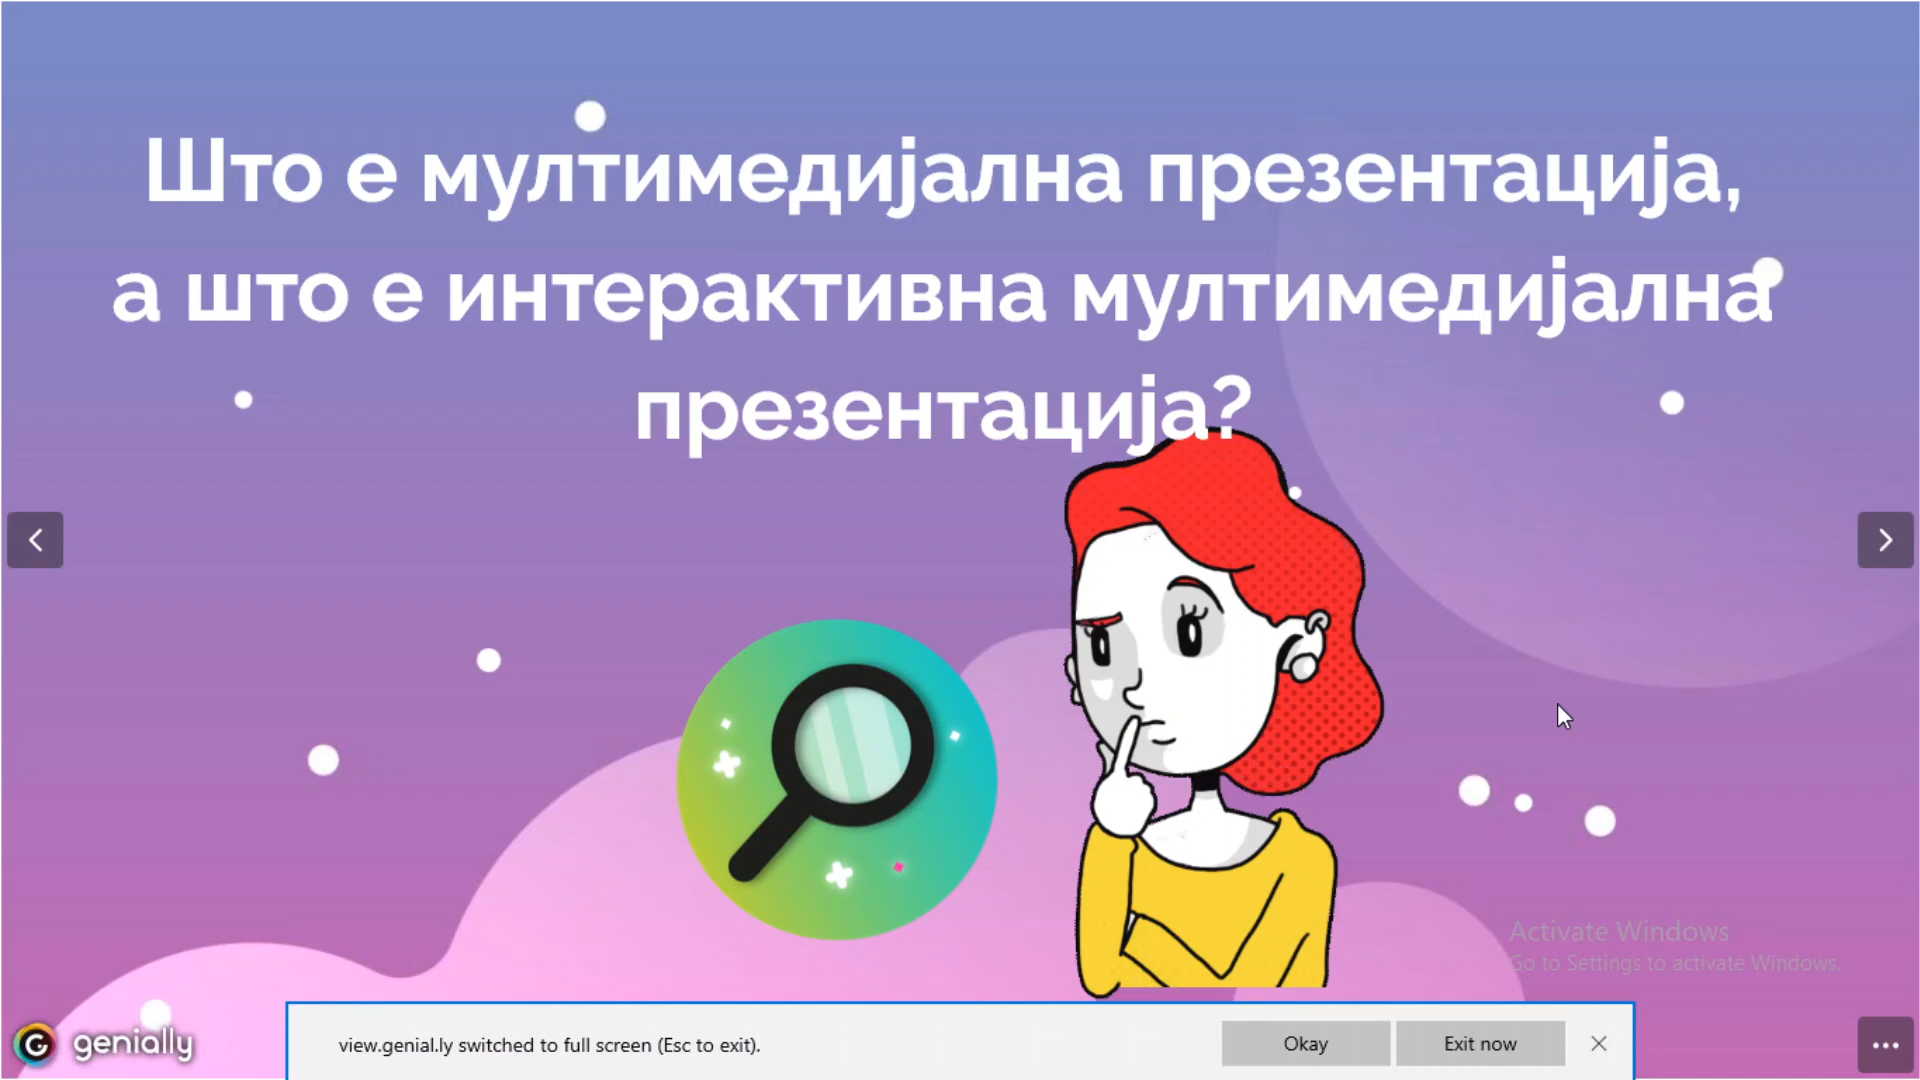 Што е мултимедијална презентација,
а што е интерактивна мултимедијална
презентација?
Activate Windows
Go to Settings to activate Windows.
genially
view.genial.ly switched to full screen (Esc to exit).
Okay
Exit now